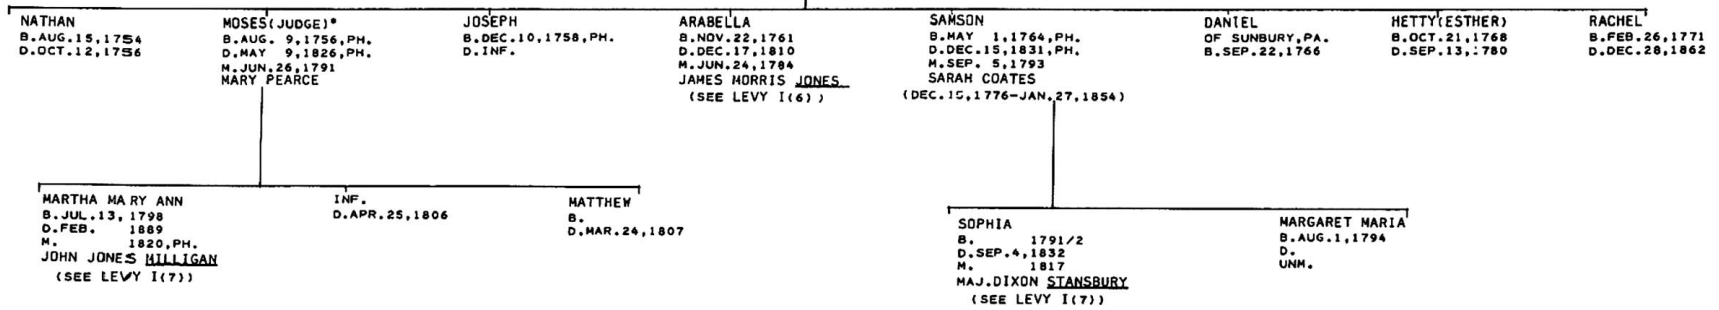 NATHAN
B.AUG.15,1754
D.OCT.12,1756
MOSES(JUDGE)*
B.AUG. 9,1756,PH.
D.MAY 9,1826,PH.
M.JUN.26,1791
MARY PEARCE
JOSEPH
B.DEC.10,1758,PH.
D.INF.
ARABELLA
B.NOV.22,1761
D.DEC.17,1810
M.JUN.24,1784
JAMES MORRIS JONES
(SEE LEVY I(6))
SAMSON
B.MAY 1,1764,PH.
D.DEC.15,1831,PH.
M.SEP. 5,1793
SARAH COATES
(DEC.15,1776-JAN.27,1854)
DANIEL
OF SUNBURY,PA.
B.SEP.22,1766
HETTY(ESTHER)
B.OCT.21,1768
D.SEP.13,1780
RACHEL
B.FEB.26,1771
D.DEC.28,1862
MARTHA MARY ANN
B.JUL.13, 1798
D.FEB. 1889
M. 1820,PH.
JOHN JONES MILLIGAN
(SEE LEVY I(7))
INF.
D.APR.25,1806
MATTHEW
B.
D.MAR.24,1807
SOPHIA
B. 1791/2
D.SEP.4,1832
M. 1817
MAJ.DIXON STANSBURY
(SEE LEVY I(7))
MARGARET MARIA
B.AUG.1,1794
D.
UNM.